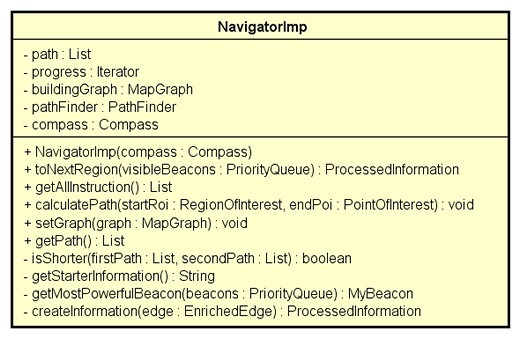 NavigatorImp
- path : List
- progress : Iterator
- buildingGraph : MapGraph
- pathFinder : PathFinder
- compass : Compass
+ NavigatorImp(compass : Compass)
+ toNextRegion(visibleBeacons : PriorityQueue) : ProcessedInformation
+ getAllInstruction() : List
+ calculatePath(startRoi : RegionOfInterest, endPoi : PointOfInterest) : void
+ setGraph(graph : MapGraph) : void
+ getPath() : List
- isShorter(firstPath : List, secondPath : List) : boolean
- getStarterInformation() : String
- getMostPowerfulBeacon(beacons : PriorityQueue) : MyBeacon
- createInformation(edge : EnrichedEdge) : ProcessedInformation